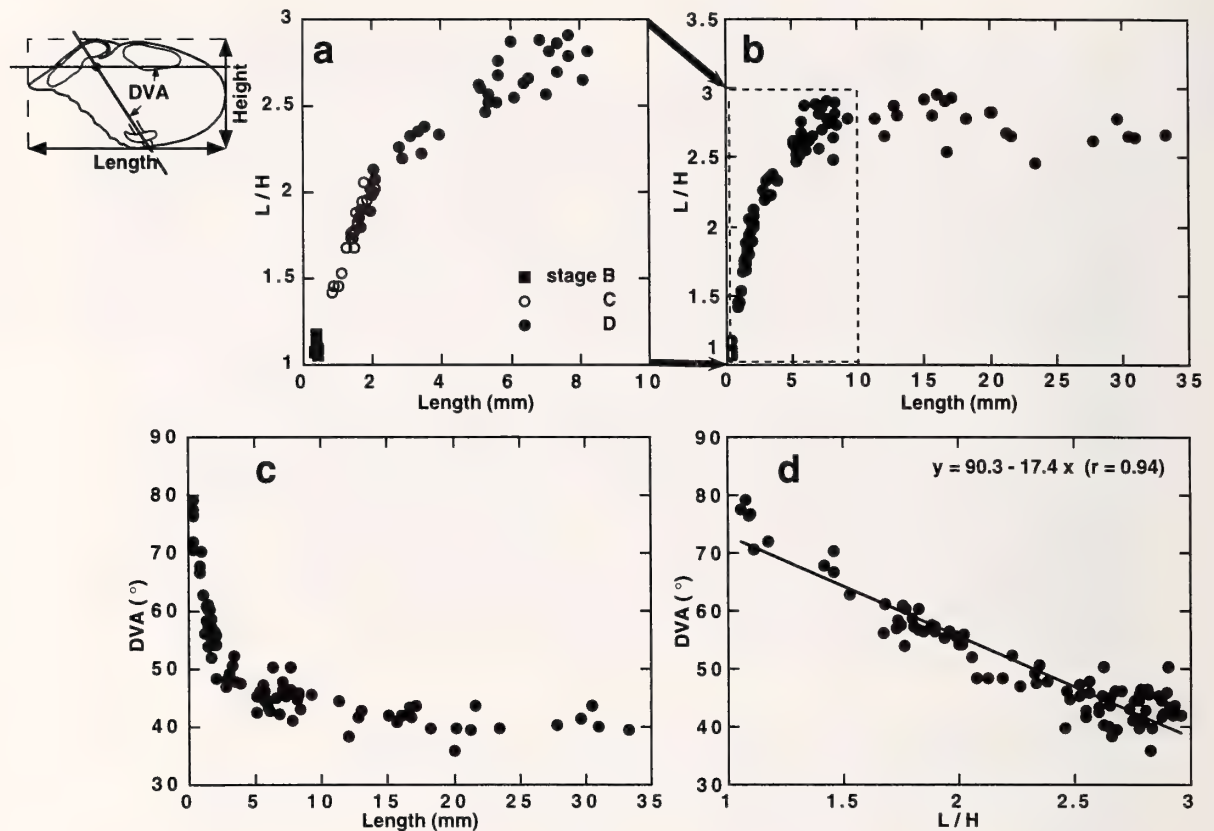 DVA
Height
Length
a
L / H
3
2.5
2
1.5
1
■ stage B
○ C
● D
0 2 4 6 8 10
Length (mm)
b
L / H
3.5
3
2.5
2
1.5
1
0 5 10 15 20 25 30 35
Length (mm)
c
DVA ( ° )
90
80
70
60
50
40
30
0 5 10 15 20 25 30 35
Length (mm)
d
y = 90.3 - 17.4 x (r = 0.94)
DVA ( ° )
90
80
70
60
50
40
30
1 1.5 2 2.5 3
L / H